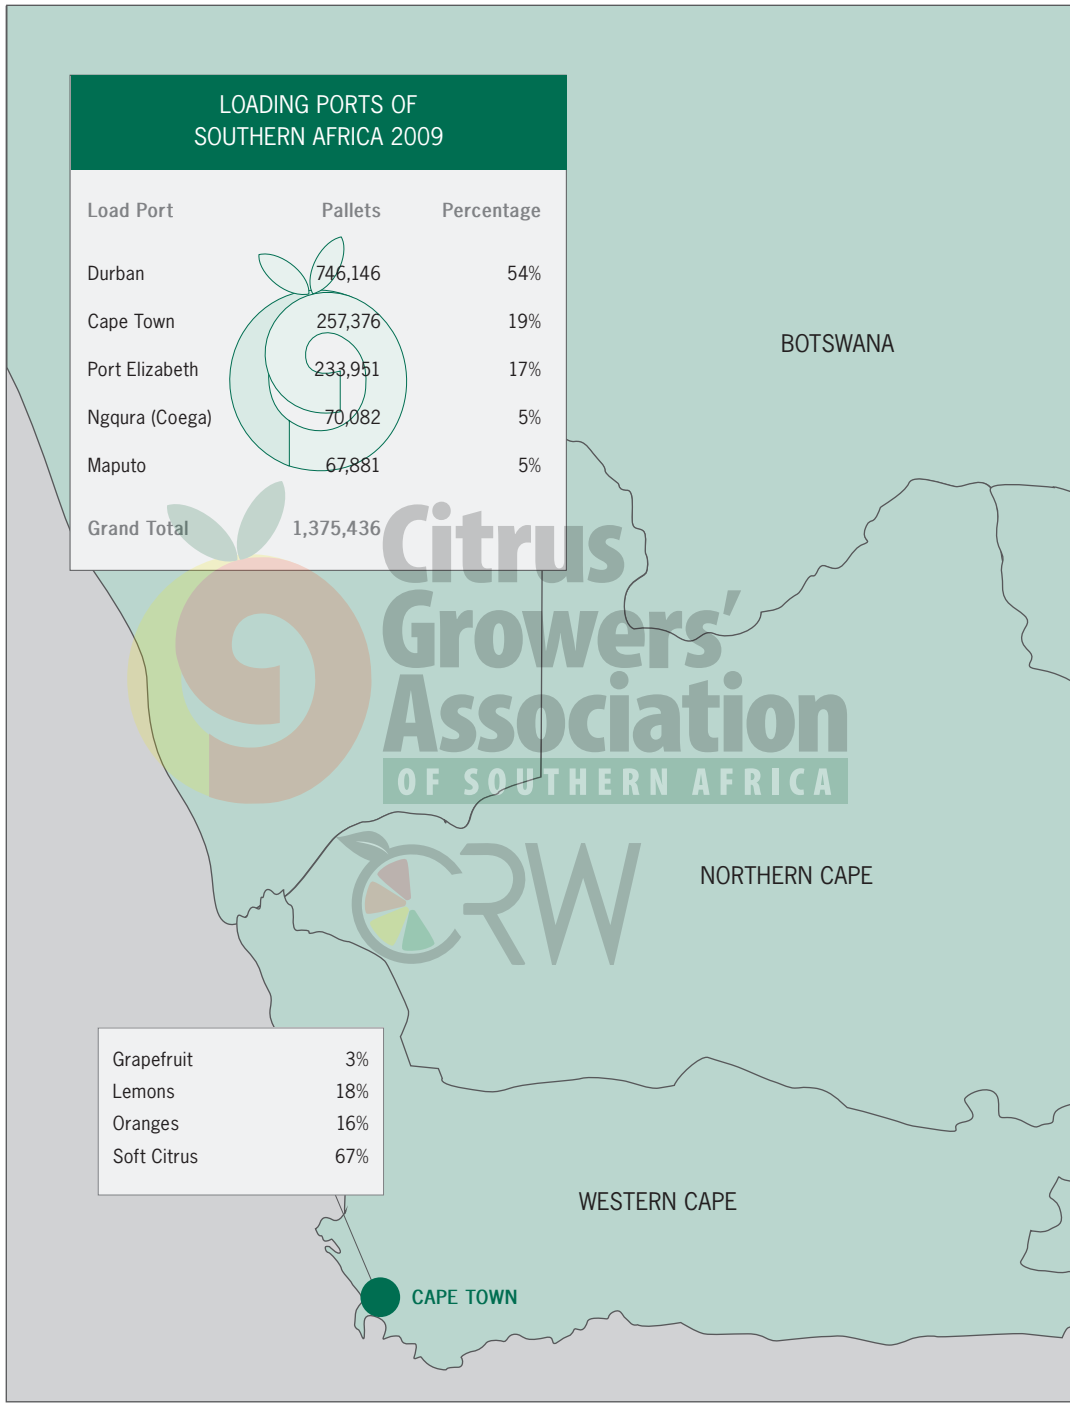 LOADING PORTS OF
SOUTHERN AFRICA 2009
Load Port Pallets Percentage
Durban 746,146 54%
Cape Town 257,376 19%
Port Elizabeth 233,951 17%
Ngqura (Coega) 70,082 5%
Maputo 67,881 5%
Grand Total 1,375,436
BOTSWANA
Citrus
Growers'
Association
OF SOUTHERN AFRICA
CRW
NORTHERN CAPE
Grapefruit 3%
Lemons 18%
Oranges 16%
Soft Citrus 67%
WESTERN CAPE
CAPE TOWN